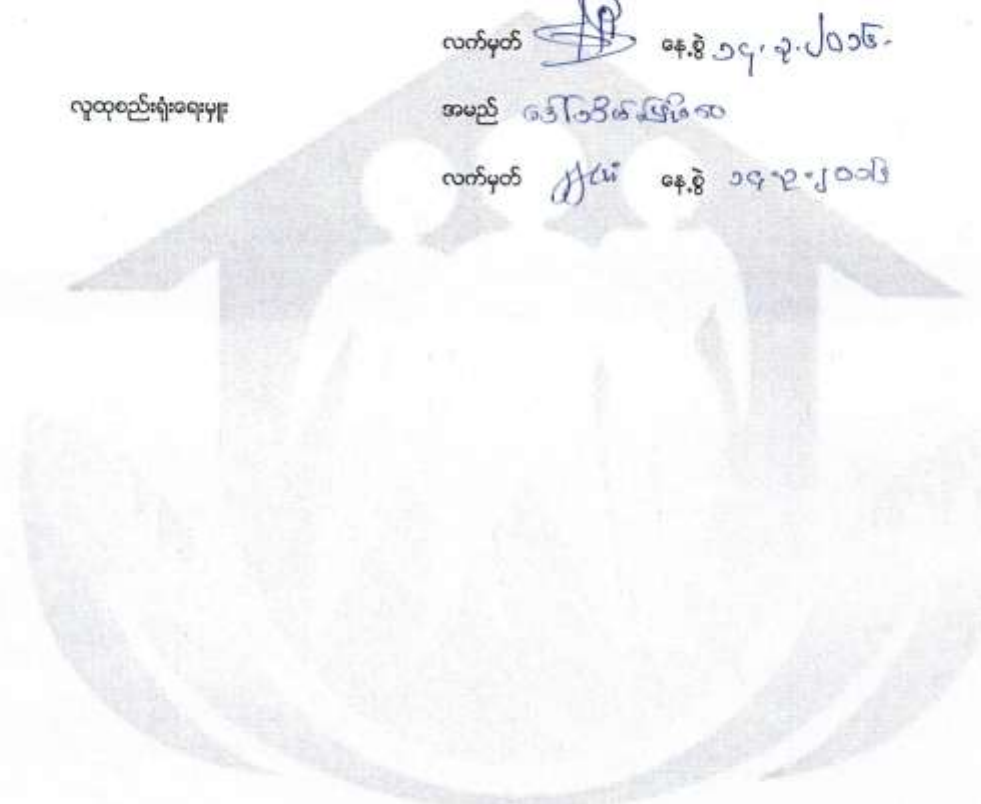 လက်မှတ် နေ့စွဲ ၁၄.၃.၂၀၁၆.
လူထုစည်းရုံးရေးမှူး အမည် ဒေါ်
လက်မှတ် နေ့စွဲ ၁၄.၃.၂၀၁၆